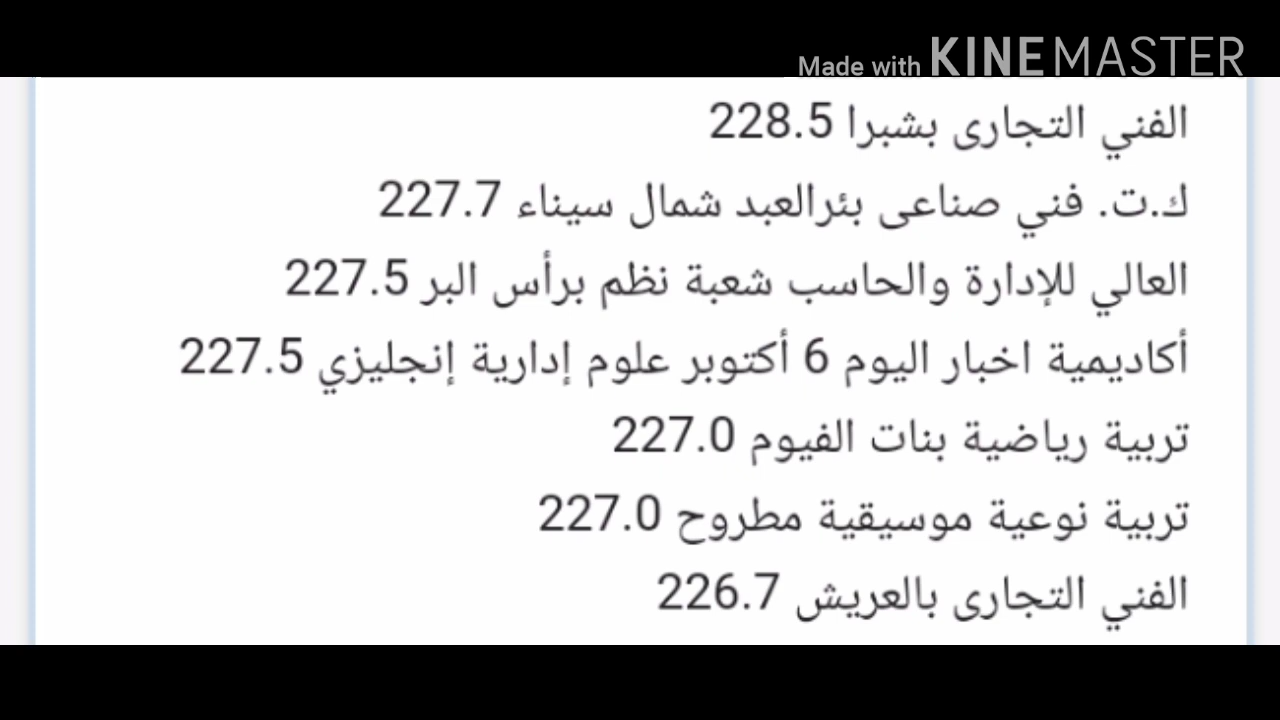 Made with KINEMASTER
الفني التجارى بشبرا 228.5
ك.ت. فني صناعى بئرالعبد شمال سيناء 227.7
العالي للإدارة والحاسب شعبة نظم برأس البر 227.5
أكاديمية اخبار اليوم 6 أكتوبر علوم إدارية إنجليزي 227.5
تربية رياضية بنات الفيوم 227.0
تربية نوعية موسيقية مطروح 227.0
الفني التجارى بالعريش 226.7